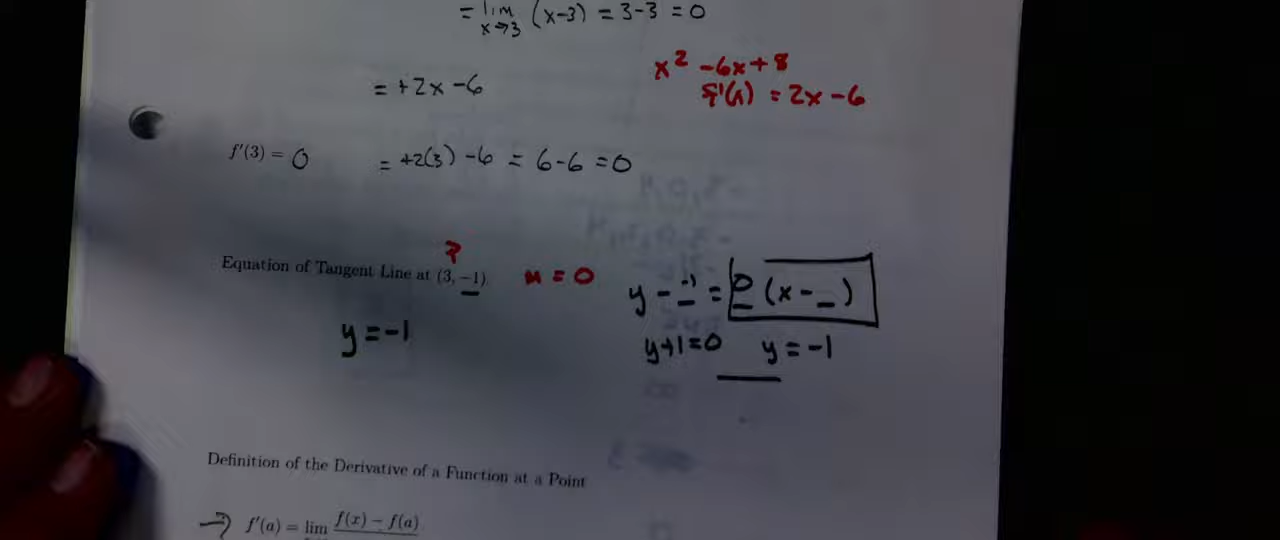 = lim (x-3) = 3-3 = 0
x→3
x² -6x+8
= +2x -6
f'(x) = 2x-6
f'(3) = 0 = +2(3) -6 = 6-6 = 0
Equation of Tangent Line at (3, -1) m = 0
y - -1 = 0 (x - _ )
y = -1
y+1=0 y = -1
Definition of the Derivative of a Function at a Point
→ f'(a) = lim f(x) − f(a)